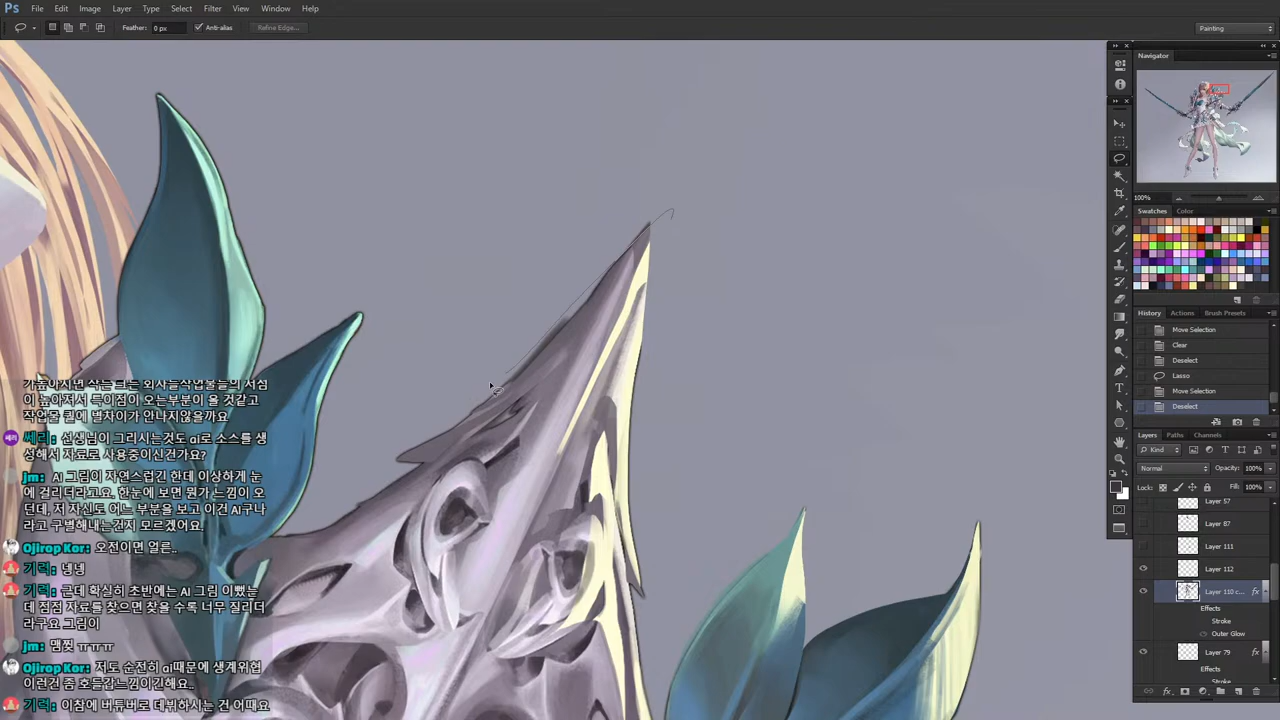 Ps File Edit Image Layer Type Select Filter View Window Help
Feather: 0 px Anti-alias Refine Edge... Painting
Navigator
100%
Swatches Color
History Actions Brush Presets
Move Selection
Clear
Deselect
Lasso
Move Selection
Deselect
Layers Paths Channels
Kind
Normal Opacity: 100%
Lock: Fill: 100%
Layer 57
Layer 87
Layer 111
Layer 112
Layer 110 c... fx
Effects
Stroke
Outer Glow
Layer 79 fx
Effects
Stroke
이 높아져서 득이점이 오는부분이 을 것같고
작업물 퀄에 별차이가 안나지않을까요
쎄리: 선생님이 그리시는것도 ai로 소스를 생
성해서 자료로 사용중이신건가요?
jm: AI 그림이 자연스럽긴 한데 이상하게 눈
에 걸리더라고요. 한눈에 보면 뭔가 느낌이 오
던데, 저 자신도 어느 부분을 보고 이건 AI구나
라고 구별해내는건지 모르겠어요.
Ojirop Kor: 오전이면 얼른..
기력: 넹넹
기력: 근데 확실히 초반에는 AI 그림 이뻤는
데 점점 자료를 찾으면 찾을 수록 너무 질리더
라구요 그림이
jm: 맴찢 ㅠㅠㅠ
Ojirop Kor: 저도 순전히 ai때문에 생계위협
이런건 좀 호들갑느낌이긴해요..
기력: 이참에 버튜버로 데뷔하시는 건 어때요